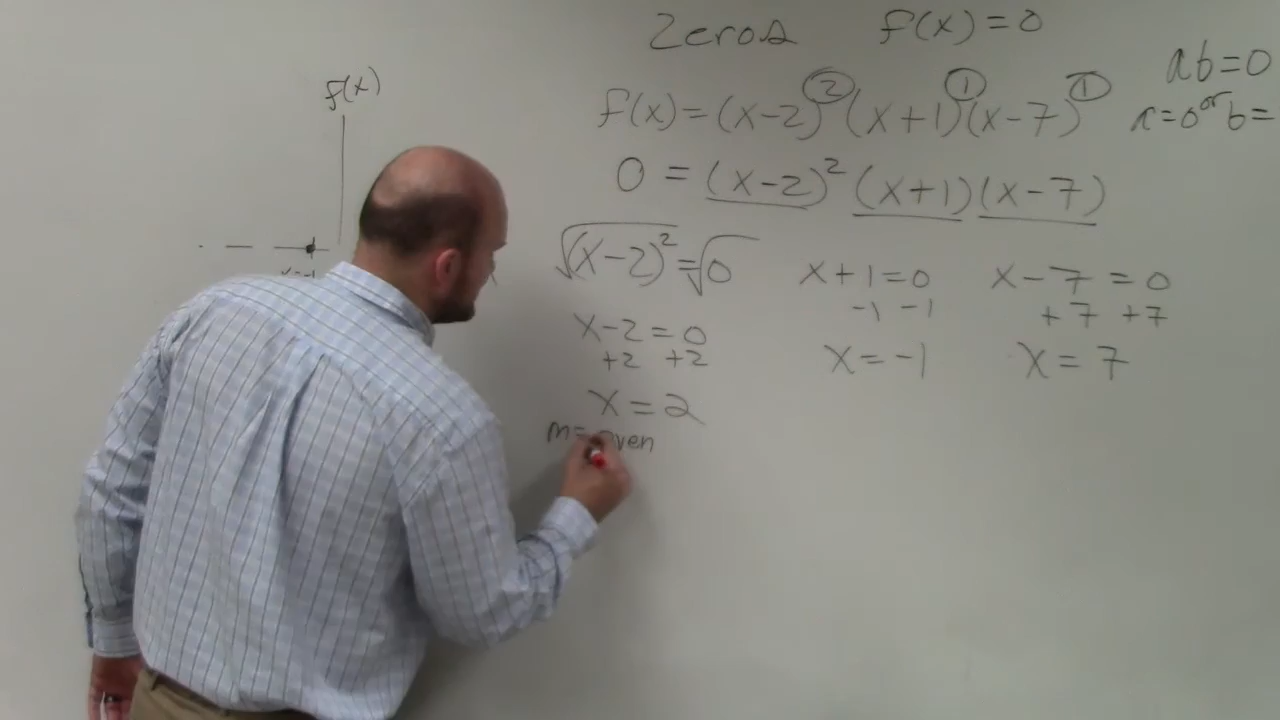 Zeros f(x)=0
ab=0
f(x)
f(x)=(x-2)²(x+1)¹(x-7)¹
a=0 or b=
0=(x-2)²(x+1)(x-7)
√(x-2)²=√0 x+1=0 x-7=0
-1 -1 +7 +7
x-2=0
+2 +2
x=-1 x=7
x=2
m=even